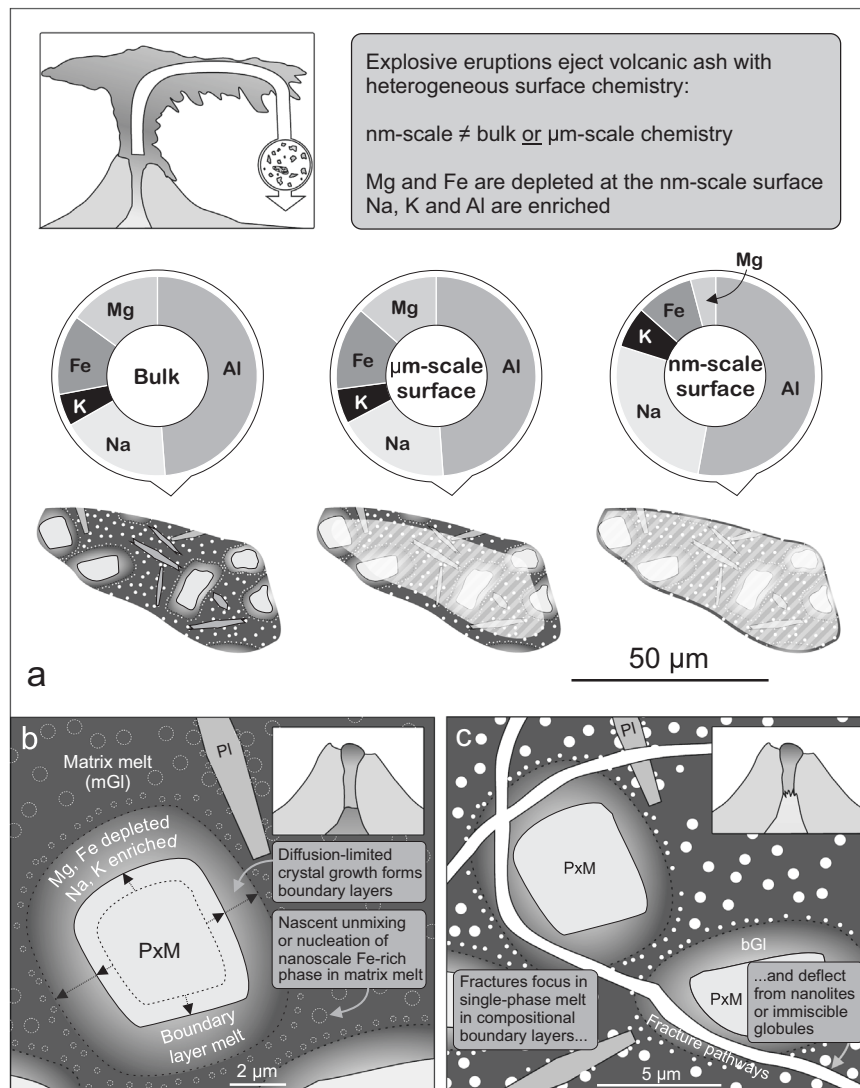 Explosive eruptions eject volcanic ash with
heterogeneous surface chemistry:
nm-scale ≠ bulk or µm-scale chemistry
Mg and Fe are depleted at the nm-scale surface
Na, K and Al are enriched
Mg
Fe
K
Na
Al
Bulk
Mg
Fe
K
Na
Al
µm-scale
surface
Mg
Fe
K
Na
Al
nm-scale
surface
50 µm
a
b
Matrix melt
(mGl)
Pl
Mg, Fe depleted
Na, K enriched
Diffusion-limited
crystal growth forms
boundary layers
PxM
Nascent unmixing
or nucleation of
nanoscale Fe-rich
phase in matrix melt
Boundary
layer melt
2 µm
c
Pl
PxM
bGl
PxM
Fractures focus in
single-phase melt
in compositional
boundary layers...
...and deflect
from nanolites
or immiscible
globules
Fracture pathways
5 µm